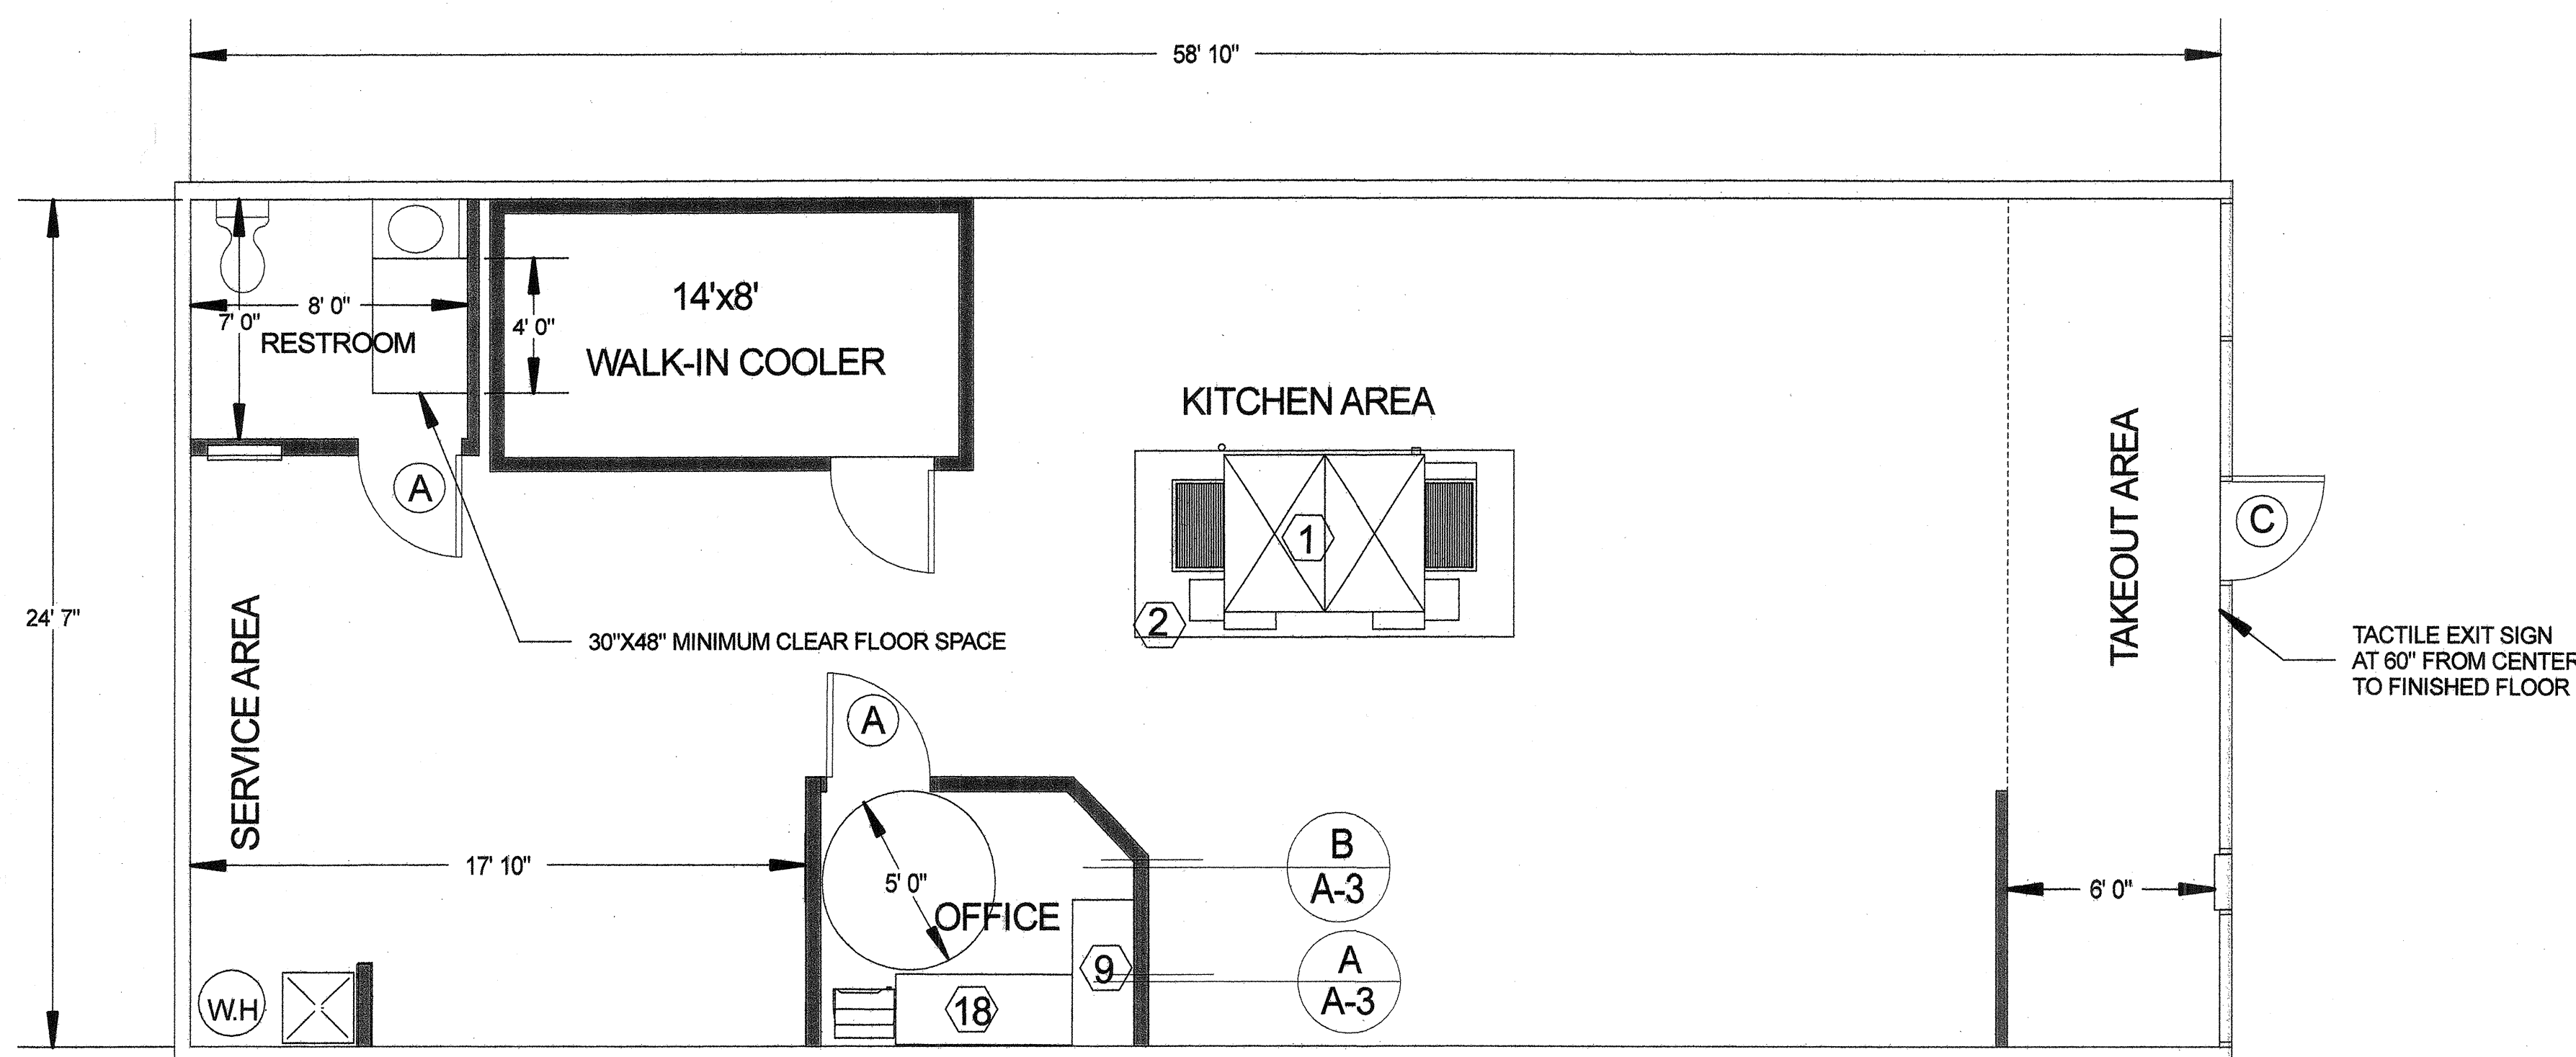 58' 10"
8' 0"
7' 0"
RESTROOM
14'x8'
WALK-IN COOLER
4' 0"
KITCHEN AREA
TAKEOUT AREA
A
1
C
2
24' 7"
SERVICE AREA
30"X48" MINIMUM CLEAR FLOOR SPACE
TACTILE EXIT SIGN
AT 60" FROM CENTER
TO FINISHED FLOOR
A
17' 10"
5' 0"
OFFICE
B
A-3
6' 0"
9
A
A-3
W.H
18